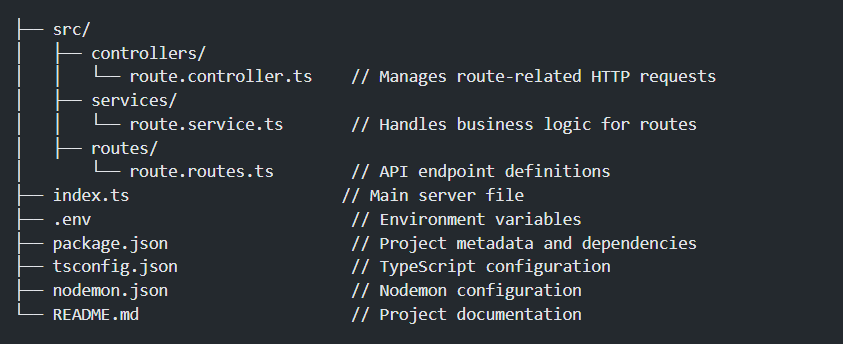 ├── src/
│   ├── controllers/
│   │   └── route.controller.ts    // Manages route-related HTTP requests
│   ├── services/
│   │   └── route.service.ts       // Handles business logic for routes
│   ├── routes/
│       └── route.routes.ts        // API endpoint definitions
├── index.ts                      // Main server file
├── .env                           // Environment variables
├── package.json                   // Project metadata and dependencies
├── tsconfig.json                  // TypeScript configuration
├── nodemon.json                   // Nodemon configuration
└── README.md                      // Project documentation